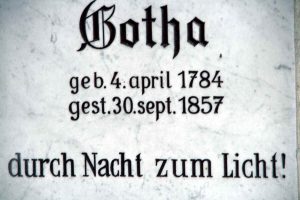 Gotha
geb. 4. april 1784
gest. 30. sept. 1857
durch Nacht zum Licht!